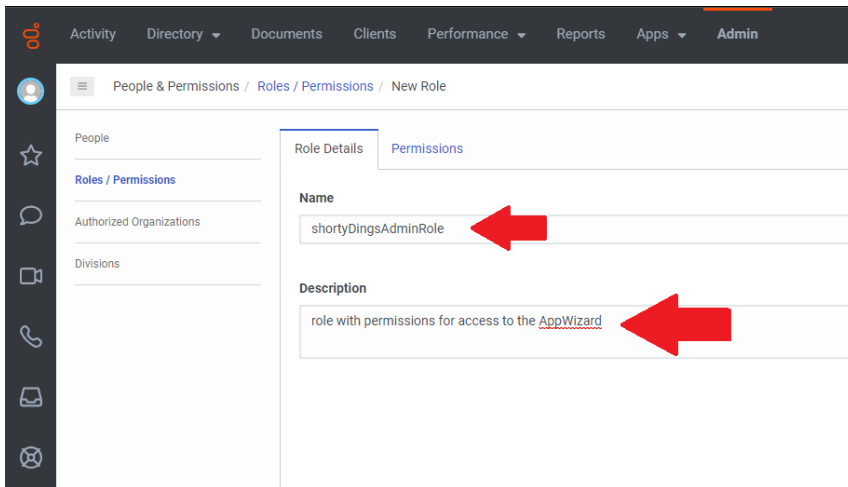 Activity Directory Documents Clients Performance Reports Apps Admin
People & Permissions / Roles / Permissions / New Role
People
Roles / Permissions
Authorized Organizations
Divisions
Role Details Permissions
Name
shortyDingsAdminRole
Description
role with permissions for access to the AppWizard